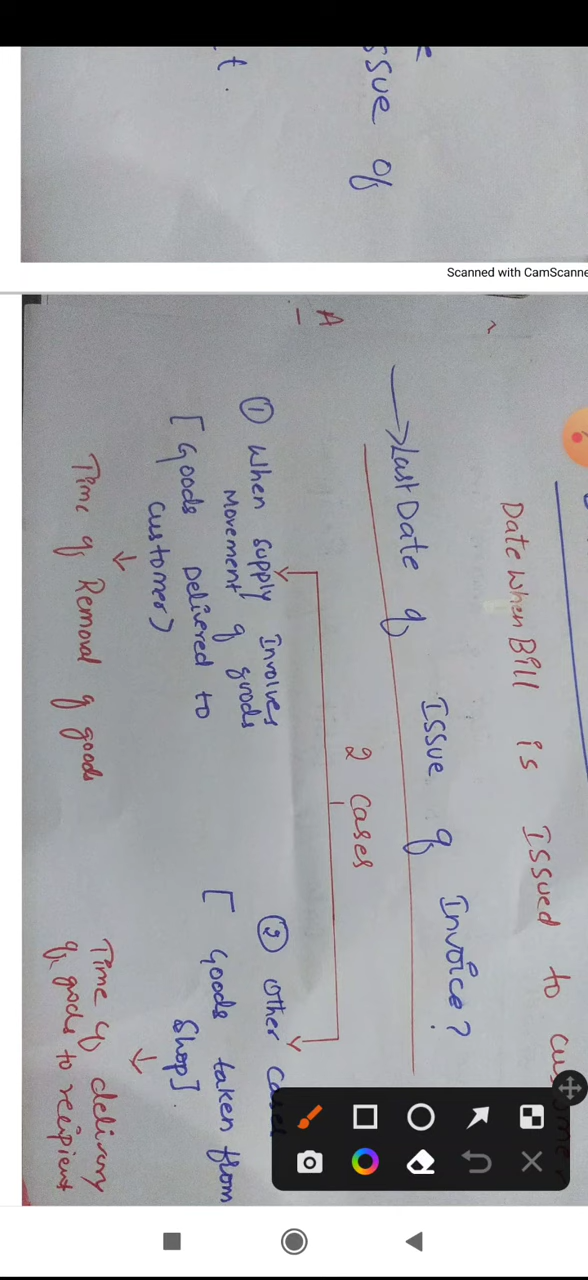 ssue of
t.
Scanned with CamScanne
Date when Bill is Issued to customer
→ Last Date of Issue of Invoice?
A
2 cases
① When supply Involves
Movement of goods
[Goods Delivered to
customer)
↓
Time of Removal of goods
② Other cases
[Goods taken from
Shop].
↓
Time of delivery
of goods to recipient